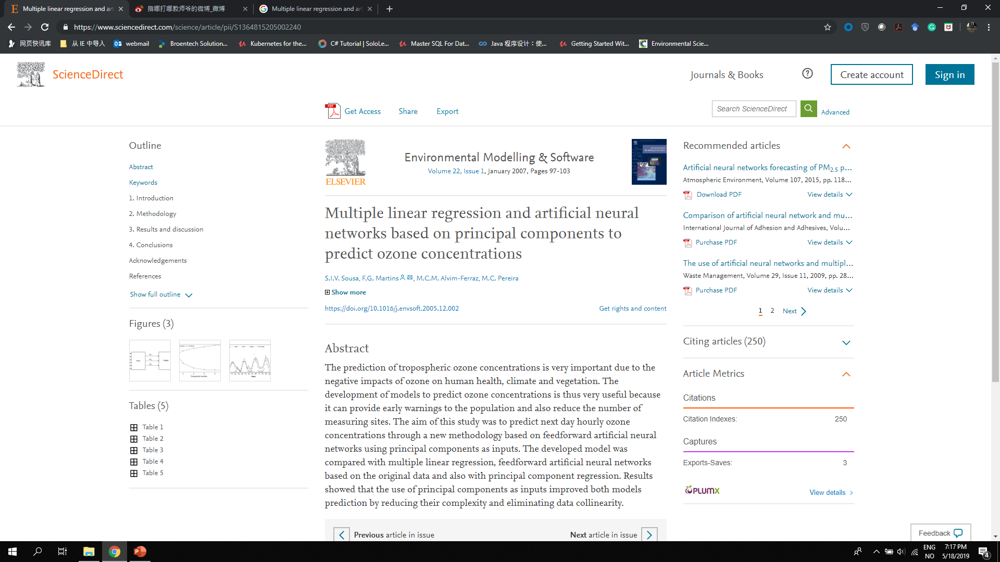 Multiple linear regression and art
指哪打哪教师爷的微博_微博
Multiple linear regression and art
https://www.sciencedirect.com/science/article/pii/S1364815205002240
网页快讯库
从 IE 中导入
webmail
Broentech Solution...
Kubernetes for the...
C# Tutorial | SoloLe...
Master SQL For Dat...
Java 程序设计：使...
Getting Started Wit...
Environmental Scie...
ScienceDirect
Journals & Books
Create account
Sign in
PDF
Get Access
Share
Export
Search ScienceDirect
Advanced
Outline
Abstract
Keywords
1. Introduction
2. Methodology
3. Results and discussion
4. Conclusions
Acknowledgements
References
Show full outline
Figures (3)
Tables (5)
Table 1
Table 2
Table 3
Table 4
Table 5
ELSEVIER
Environmental Modelling & Software
Volume 22, Issue 1, January 2007, Pages 97-103
Multiple linear regression and artificial neural
networks based on principal components to
predict ozone concentrations
S.I.V. Sousa, F.G. Martins, M.C.M. Alvim-Ferraz, M.C. Pereira
Show more
https://doi.org/10.1016/j.envsoft.2005.12.002
Get rights and content
Abstract
The prediction of tropospheric ozone concentrations is very important due to the
negative impacts of ozone on human health, climate and vegetation. The
development of models to predict ozone concentrations is thus very useful because
it can provide early warnings to the population and also reduce the number of
measuring sites. The aim of this study was to predict next day hourly ozone
concentrations through a new methodology based on feedforward artificial neural
networks using principal components as inputs. The developed model was
compared with multiple linear regression, feedforward artificial neural networks
based on the original data and also with principal component regression. Results
showed that the use of principal components as inputs improved both models
prediction by reducing their complexity and eliminating data collinearity.
Previous article in issue
Next article in issue
Recommended articles
Artificial neural networks forecasting of PM2.5 p...
Atmospheric Environment, Volume 107, 2015, pp. 118...
Download PDF
View details
Comparison of artificial neural network and mu...
International Journal of Adhesion and Adhesives, Volu...
Purchase PDF
View details
The use of artificial neural networks and multipl...
Waste Management, Volume 29, Issue 11, 2009, pp. 28...
Purchase PDF
View details
1 2 Next
Citing articles (250)
Article Metrics
Citations
Citation Indexes: 250
Captures
Exports-Saves: 3
PLUMX
View details
Feedback
ENG
NO
7:17 PM
5/18/2019
4